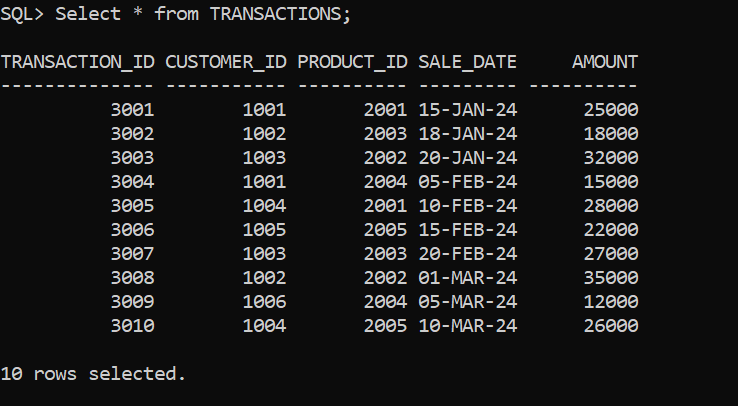 SQL> Select * from TRANSACTIONS;
TRANSACTION_ID CUSTOMER_ID PRODUCT_ID SALE_DATE     AMOUNT
-------------- ----------- ---------- --------- ----------
          3001        1001       2001 15-JAN-24      25000
          3002        1002       2003 18-JAN-24      18000
          3003        1003       2002 20-JAN-24      32000
          3004        1001       2004 05-FEB-24      15000
          3005        1004       2001 10-FEB-24      28000
          3006        1005       2005 15-FEB-24      22000
          3007        1003       2003 20-FEB-24      27000
          3008        1002       2002 01-MAR-24      35000
          3009        1006       2004 05-MAR-24      12000
          3010        1004       2005 10-MAR-24      26000
10 rows selected.